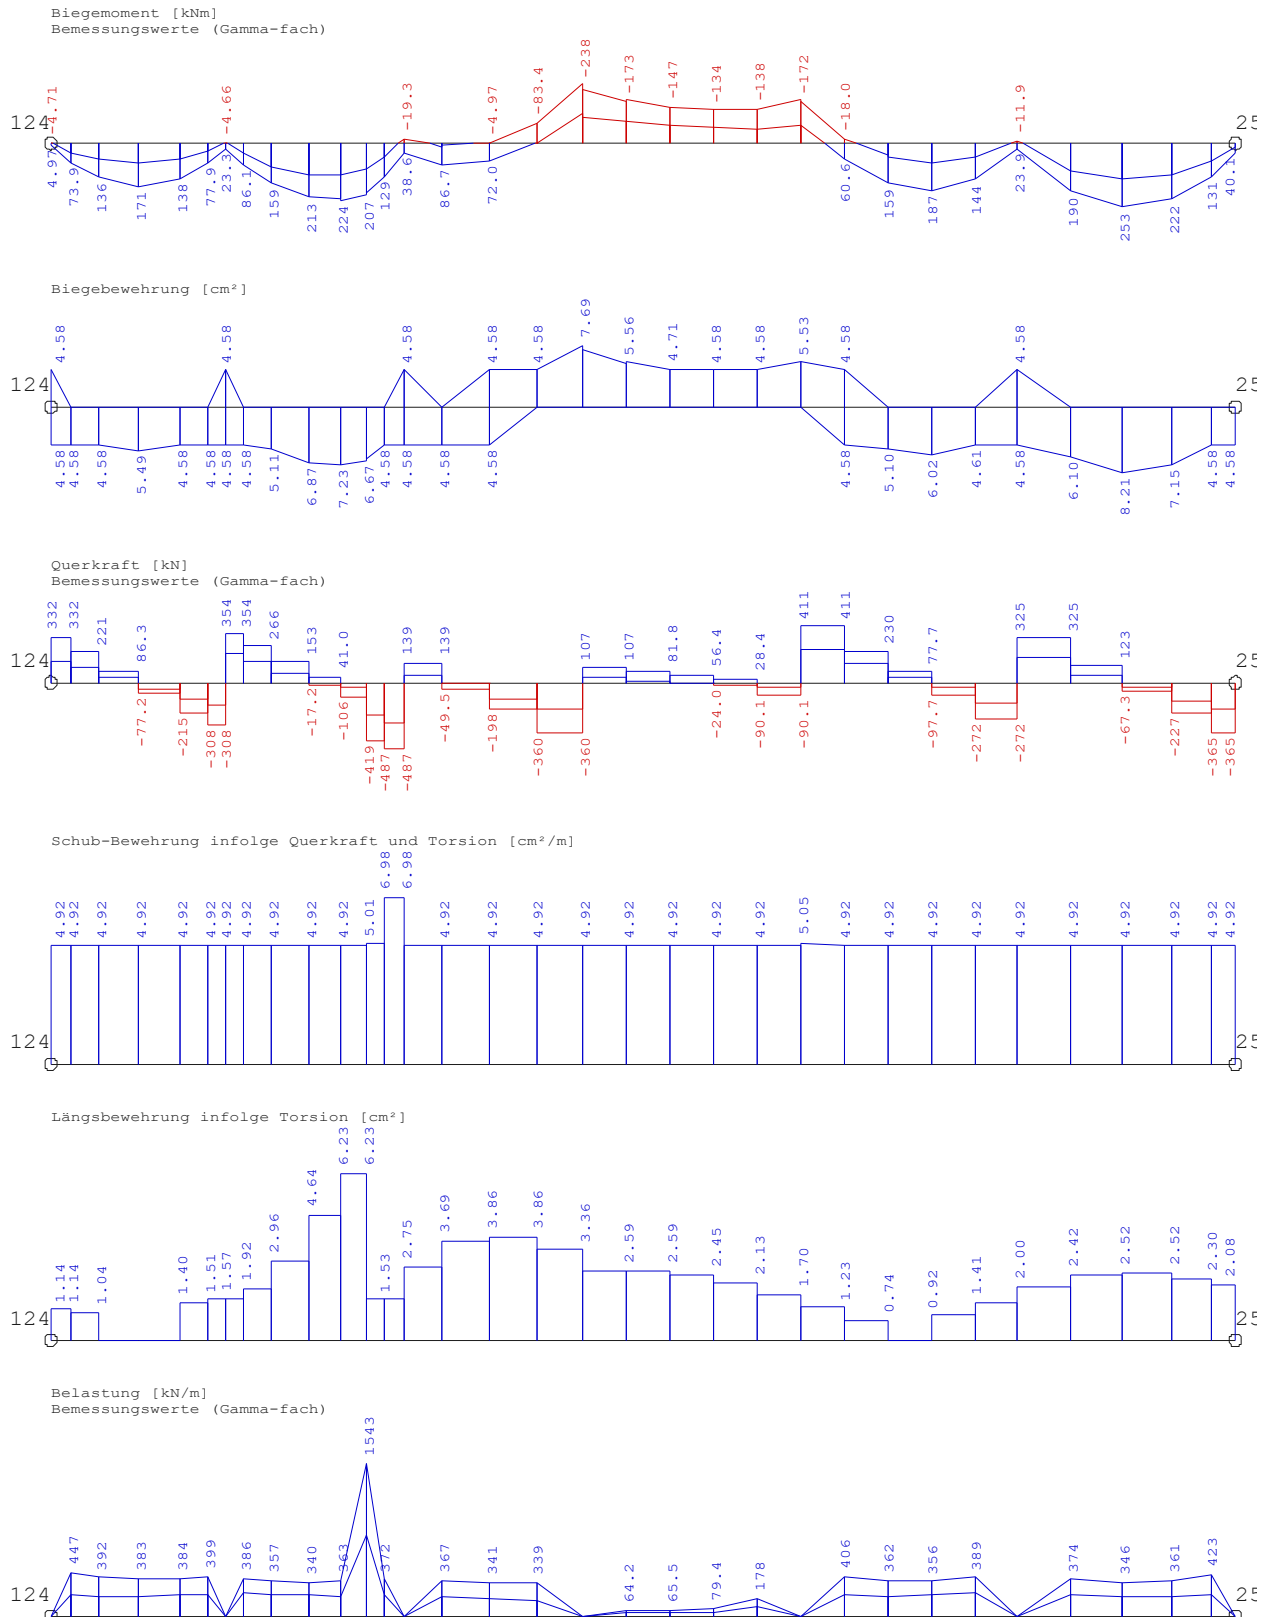 Biegemoment [kNm]
Bemessungswerte (Gamma-fach)
-4.71 -4.66 -19.3 -4.97 -83.4 -238 -173 -147 -134 -138 -172 -18.0 -11.9
124 25
4.97 73.9 136 171 138 77.9 23.3 86.1 159 213 224 207 129 38.6 86.7 72.0 60.6 159 187 144 23.9 190 253 222 131 40.1
Biegebewehrung [cm²]
4.58 4.58 4.58 4.58 4.58 7.69 5.56 4.71 4.58 4.58 5.53 4.58 4.58
124 25
4.58 4.58 4.58 5.49 4.58 4.58 4.58 4.58 5.11 6.87 7.23 6.67 4.58 4.58 4.58 4.58 4.58 5.10 6.02 4.61 4.58 6.10 8.21 7.15 4.58 4.58
Querkraft [kN]
Bemessungswerte (Gamma-fach)
332 332 221 86.3 354 354 266 153 41.0 139 139 107 107 81.8 56.4 28.4 411 411 230 77.7 325 325 123
124 25
-77.2 -215 -308 -308 -17.2 -106 -419 -487 -487 -49.5 -198 -360 -360 -24.0 -90.1 -90.1 -97.7 -272 -272 -67.3 -227 -365 -365
Schub-Bewehrung infolge Querkraft und Torsion [cm²/m]
4.92 4.92 4.92 4.92 4.92 4.92 4.92 4.92 4.92 4.92 4.92 5.01 6.98 6.98 4.92 4.92 4.92 4.92 4.92 4.92 4.92 4.92 5.05 4.92 4.92 4.92 4.92 4.92 4.92 4.92 4.92 4.92 4.92
124 25
Längsbewehrung infolge Torsion [cm²]
1.14 1.14 1.04 1.40 1.51 1.57 1.92 2.96 4.64 6.23 6.23 1.53 2.75 3.69 3.86 3.86 3.36 2.59 2.59 2.45 2.13 1.70 1.23 0.74 0.92 1.41 2.00 2.42 2.52 2.52 2.30 2.08
124 25
Belastung [kN/m]
Bemessungswerte (Gamma-fach)
447 392 383 384 399 386 357 340 363 1543 372 367 341 339 64.2 65.5 79.4 178 406 362 356 389 374 346 361 423
124 25